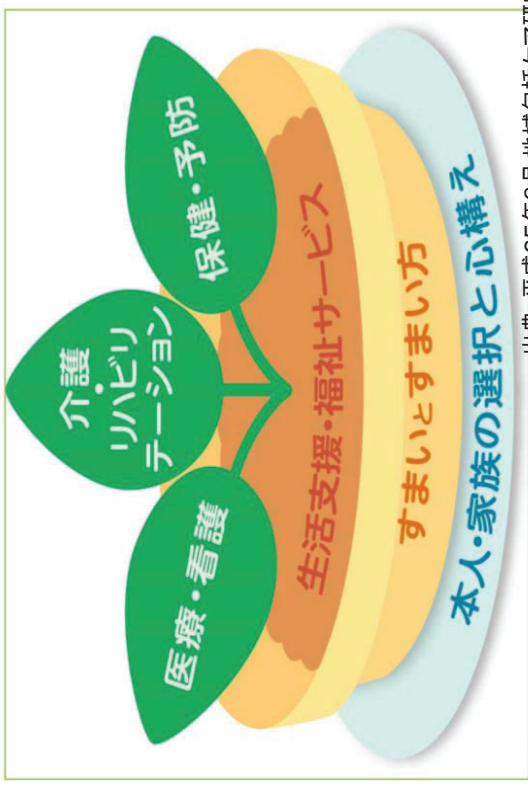 介護
・
リハビリ
テーション
医療・看護
保健・予防
生活支援・福祉サービス
すまいとすまい方
本人・家族の選択と心構え